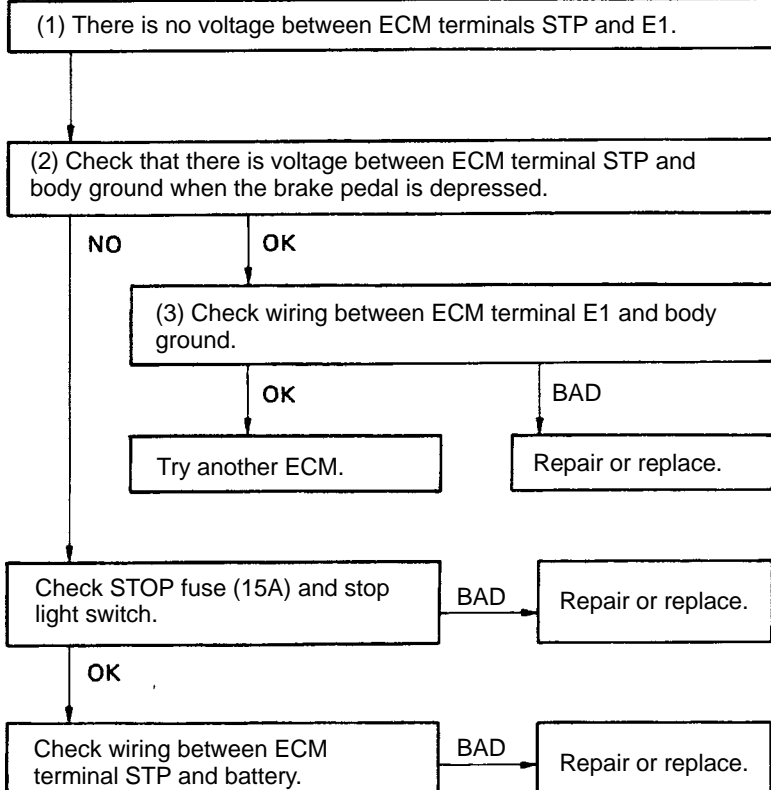 (1) There is no voltage between ECM terminals STP and E1.
(2) Check that there is voltage between ECM terminal STP and
body ground when the brake pedal is depressed.
NO
OK
(3) Check wiring between ECM terminal E1 and body
ground.
OK
BAD
Try another ECM.
Repair or replace.
Check STOP fuse (15A) and stop
light switch.
BAD
Repair or replace.
OK
Check wiring between ECM
terminal STP and battery.
BAD
Repair or replace.